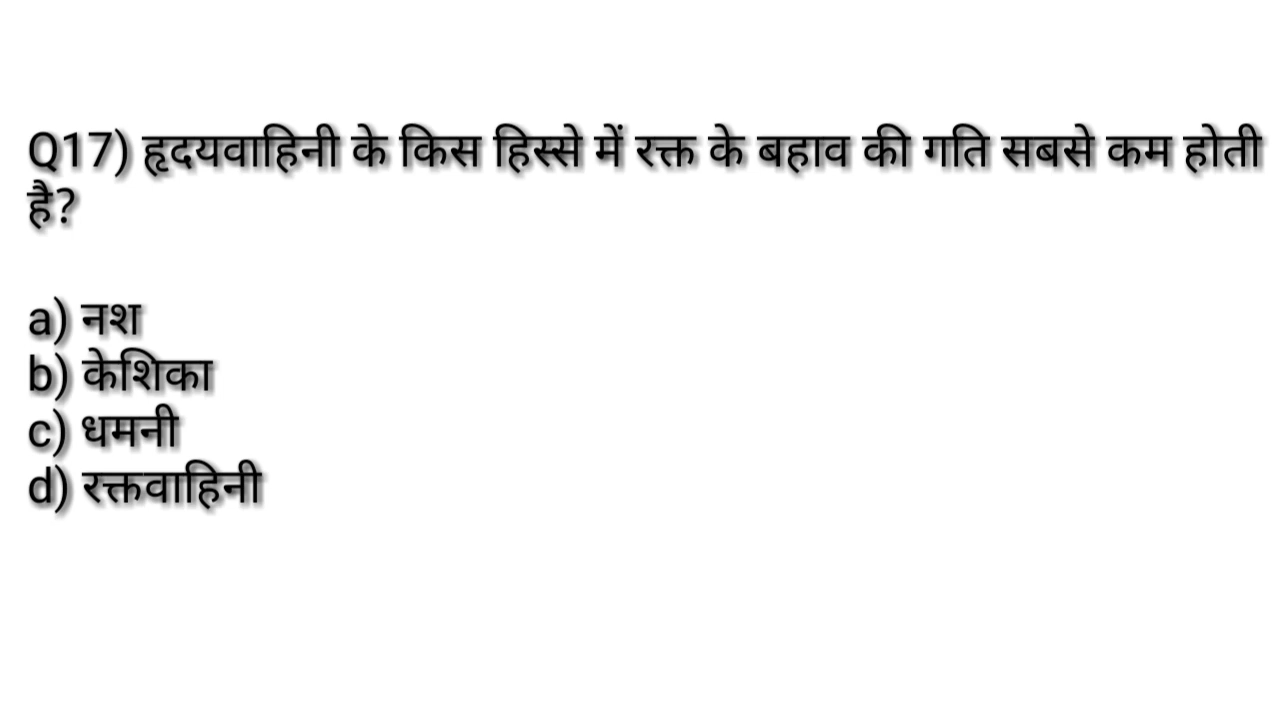 Q17) हृदयवाहिनी के किस हिस्से में रक्त के बहाव की गति सबसे कम होती
है?
a) नश
b) केशिका
c) धमनी
d) रक्तवाहिनी